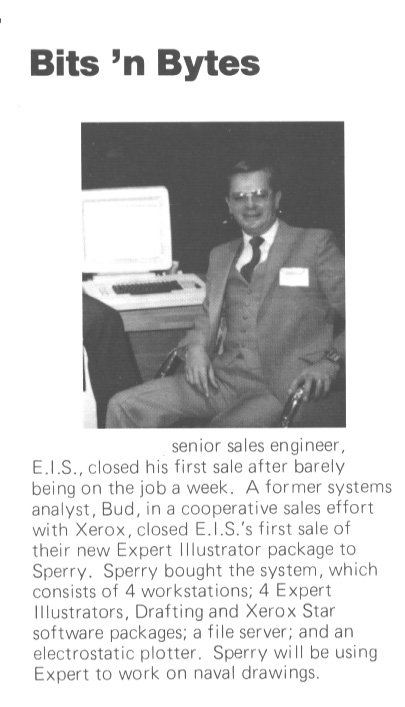 Bits 'n Bytes
senior sales engineer,
E.I.S., closed his first sale after barely
being on the job a week. A former systems
analyst, Bud, in a cooperative sales effort
with Xerox, closed E.I.S.'s first sale of
their new Expert Illustrator package to
Sperry. Sperry bought the system, which
consists of 4 workstations; 4 Expert
Illustrators, Drafting and Xerox Star
software packages; a file server; and an
electrostatic plotter. Sperry will be using
Expert to work on naval drawings.